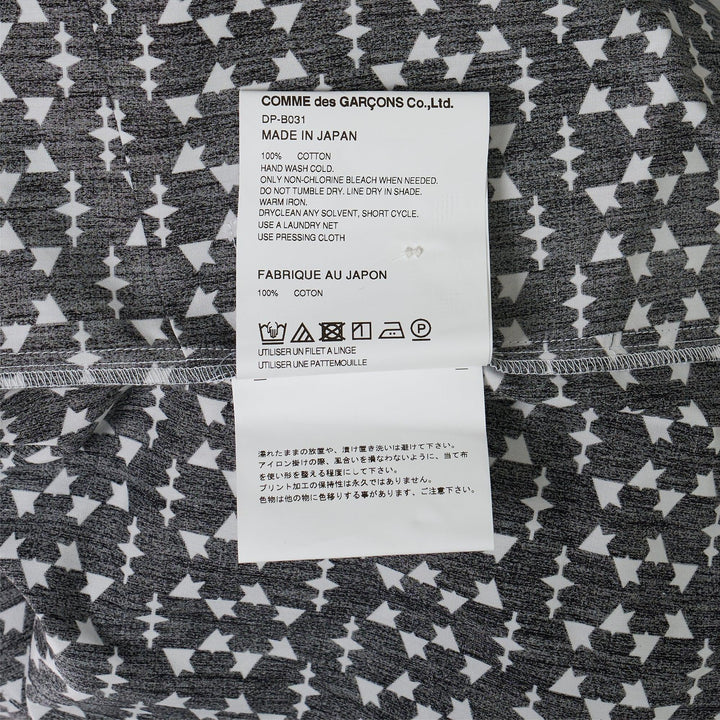 COMME des GARÇONS Co.,Ltd.
DP-B031
MADE IN JAPAN
100% COTTON
HAND WASH COLD.
ONLY NON-CHLORINE BLEACH WHEN NEEDED.
DO NOT TUMBLE DRY. LINE DRY IN SHADE.
WARM IRON.
DRYCLEAN ANY SOLVENT, SHORT CYCLE.
USE A LAUNDRY NET
USE PRESSING CLOTH
FABRIQUE AU JAPON
100% COTON
UTILISER UN FILET A LINGE
UTILISER UNE PATTEMOUILLE
濡れたままの放置や、漬け置き洗いは避けて下さい。
アイロン掛けの際、風合いを損なわないように、当て布
を使い形を整える程度にして下さい。
プリント加工の保持性は永久ではありません。
色物は他の物に色移りする事があります、ご注意下さい。